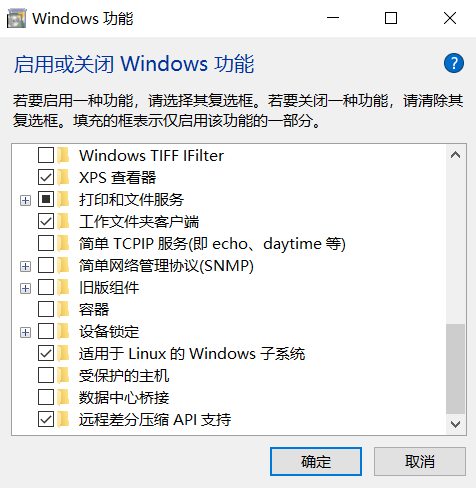 Windows 功能
启用或关闭 Windows 功能
?
若要启用一种功能，请选择其复选框。若要关闭一种功能，请清除其
复选框。填充的框表示仅启用该功能的一部分。
Windows TIFF IFilter
XPS 查看器
打印和文件服务
工作文件夹客户端
简单 TCPIP 服务(即 echo、daytime 等)
简单网络管理协议(SNMP)
旧版组件
容器
设备锁定
适用于 Linux 的 Windows 子系统
受保护的主机
数据中心桥接
远程差分压缩 API 支持
确定
取消